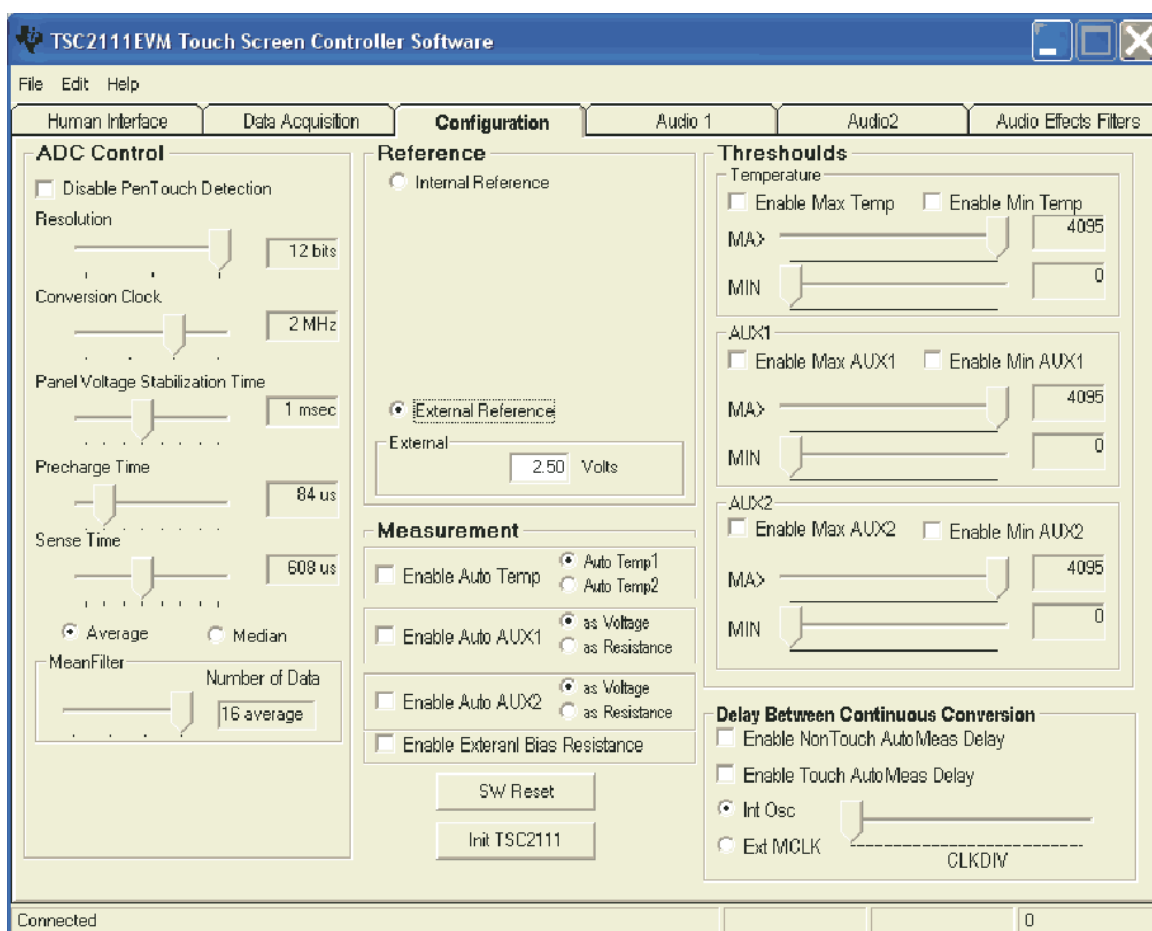 TSC2111EVM Touch Screen Controller Software
File Edit Help
Human Interface Data Acquisition Configuration Audio 1 Audio2 Audio Effects Filters
ADC Control
Disable PenTouch Detection
Resolution
12 bits
Conversion Clock
2 MHz
Panel Voltage Stabilization Time
1 msec
Precharge Time
84 us
Sense Time
608 us
Average Median
MeanFilter
Number of Data
16 average
Reference
Internal Reference
External Reference
External
2.50 Volts
Measurement
Enable Auto Temp
Auto Temp1
Auto Temp2
Enable Auto AUX1
as Voltage
as Resistance
Enable Auto AUX2
as Voltage
as Resistance
Enable Exteranl Bias Resistance
SW Reset
Init TSC2111
Threshoulds
Temperature
Enable Max Temp Enable Min Temp
MAX 4095
MIN 0
AUX1
Enable Max AUX1 Enable Min AUX1
MAX 4095
MIN 0
AUX2
Enable Max AUX2 Enable Min AUX2
MAX 4095
MIN 0
Delay Between Continuous Conversion
Enable NonTouch AutoMeas Delay
Enable Touch AutoMeas Delay
Int Osc
Ext MCLK
CLKDIV
Connected 0